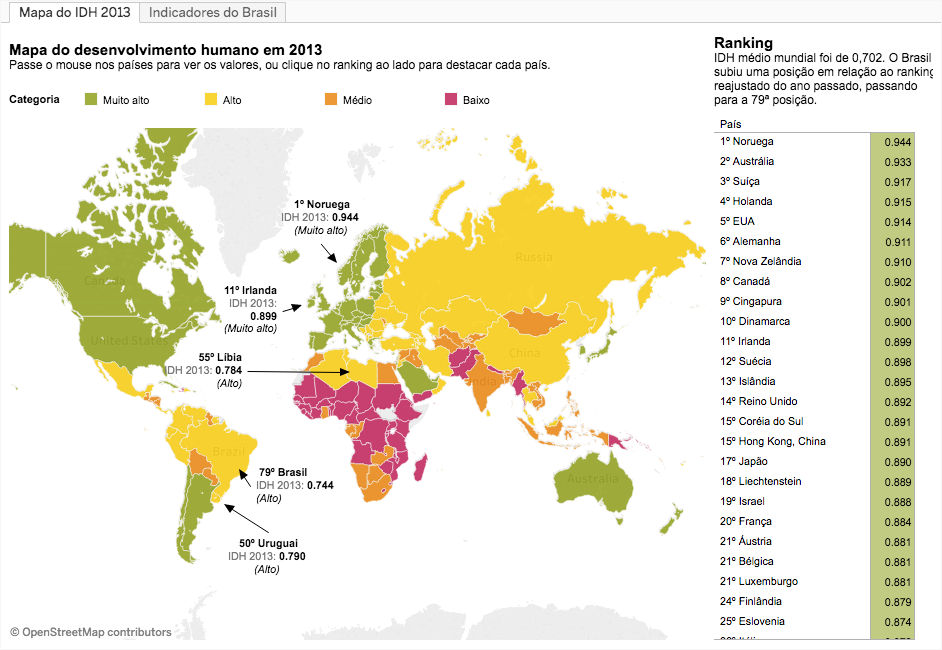 Mapa do IDH 2013
Indicadores do Brasil
Mapa do desenvolvimento humano em 2013
Passe o mouse nos países para ver os valores, ou clique no ranking ao lado para destacar cada país.
Categoria
Muito alto
Alto
Médio
Baixo
1º Noruega
IDH 2013: 0.944
(Muito alto)
11º Irlanda
IDH 2013:
0.899
(Muito alto)
55º Líbia
IDH 2013: 0.784
(Alto)
79º Brasil
IDH 2013: 0.744
(Alto)
50º Uruguai
IDH 2013: 0.790
(Alto)
Canada
United States
Brazil
Russia
China
India
Australia
© OpenStreetMap contributors
Ranking
IDH médio mundial foi de 0,702. O Brasil
subiu uma posição em relação ao ranking
reajustado do ano passado, passando
para a 79ª posição.
País
1º Noruega 0.944
2º Austrália 0.933
3º Suíça 0.917
4º Holanda 0.915
5º EUA 0.914
6º Alemanha 0.911
7º Nova Zelândia 0.910
8º Canadá 0.902
9º Cingapura 0.901
10º Dinamarca 0.900
11º Irlanda 0.899
12º Suécia 0.898
13º Islândia 0.895
14º Reino Unido 0.892
15º Coréia do Sul 0.891
15º Hong Kong, China 0.891
17º Japão 0.890
18º Liechtenstein 0.889
19º Israel 0.888
20º França 0.884
21º Áustria 0.881
21º Bélgica 0.881
21º Luxemburgo 0.881
24º Finlândia 0.879
25º Eslovenia 0.874